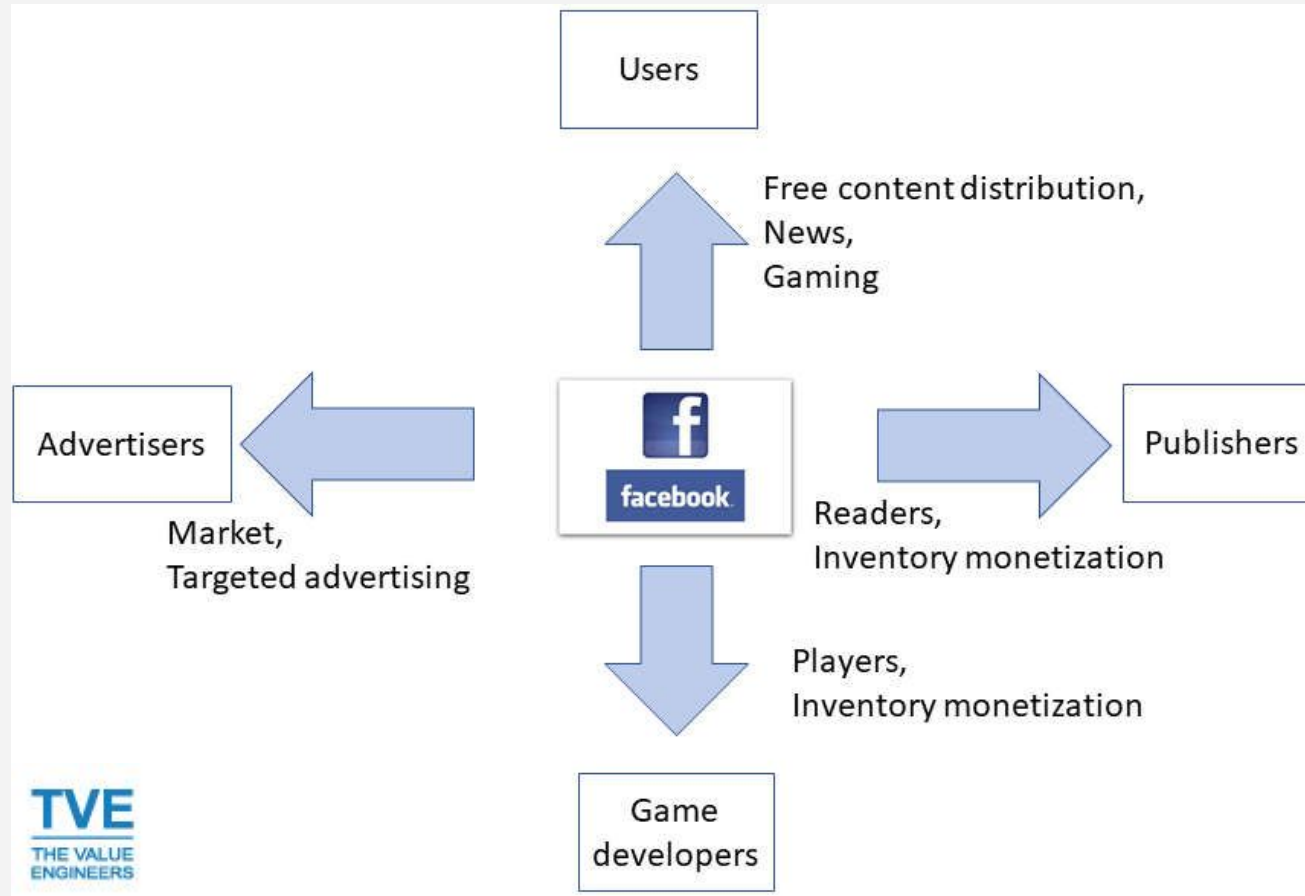 Users
Free content distribution,
News,
Gaming
Advertisers
Market,
Targeted advertising
f
facebook
Publishers
Readers,
Inventory monetization
Players,
Inventory monetization
Game
developers
TVE
THE VALUE
ENGINEERS